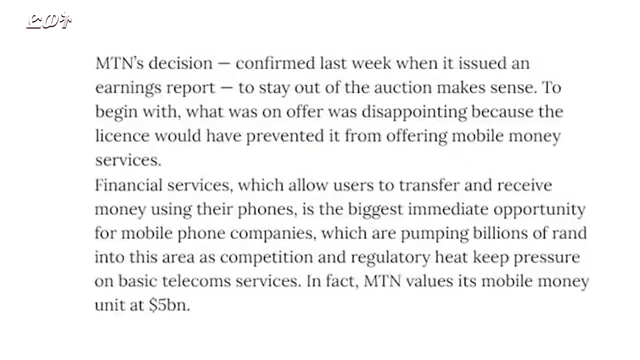 MTN's decision — confirmed last week when it issued an
earnings report — to stay out of the auction makes sense. To
begin with, what was on offer was disappointing because the
licence would have prevented it from offering mobile money
services.
Financial services, which allow users to transfer and receive
money using their phones, is the biggest immediate opportunity
for mobile phone companies, which are pumping billions of rand
into this area as competition and regulatory heat keep pressure
on basic telecoms services. In fact, MTN values its mobile money
unit at $5bn.